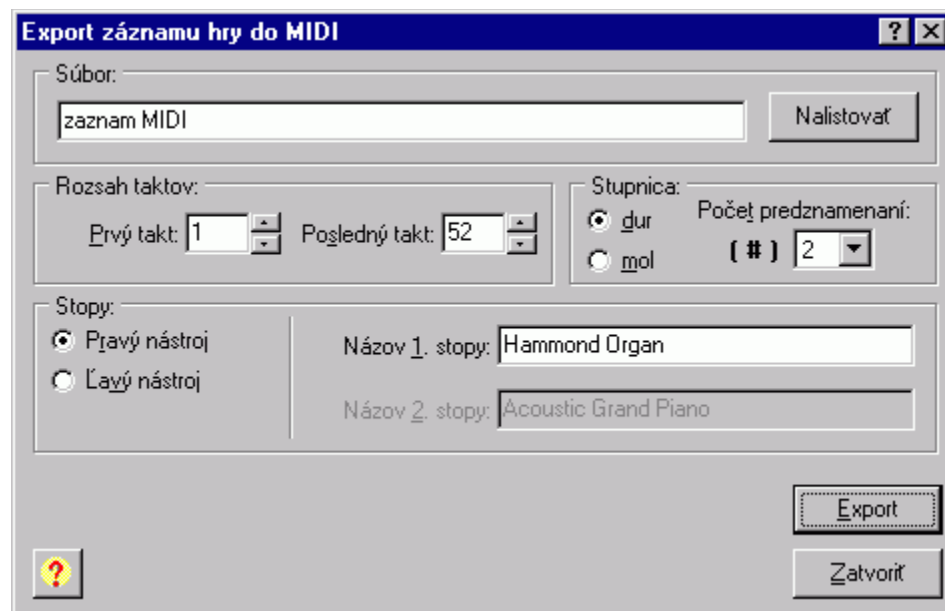 Export záznamu hry do MIDI
Súbor:
zaznam MIDI
Nalistovať
Rozsah taktov:
Prvý takt: 1 Posledný takt: 52
Stupnica:
dur
mol
Počet predznamenaní:
( # ) 2
Stopy:
Pravý nástroj
Ľavý nástroj
Názov 1. stopy: Hammond Organ
Názov 2. stopy: Acoustic Grand Piano
Export
Zatvoriť